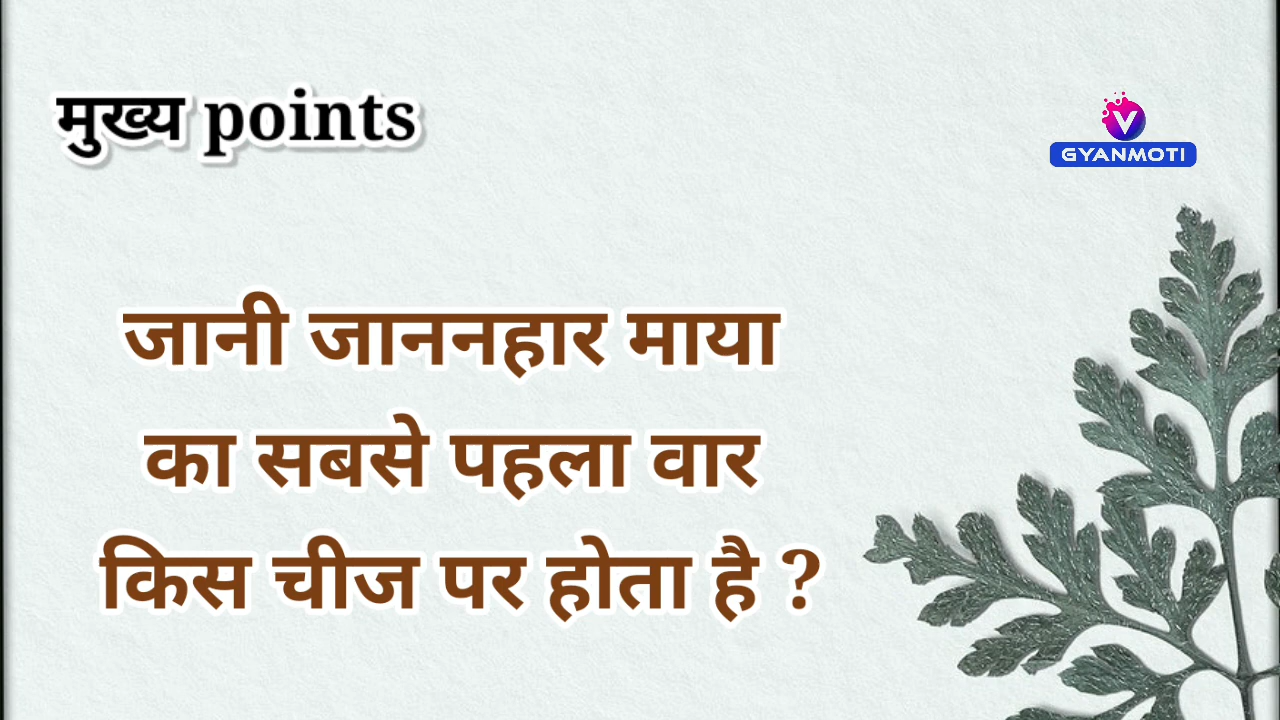 मुख्य points
V
GYANMOTI
जानी जाननहार माया
का सबसे पहला वार
किस चीज पर होता है ?